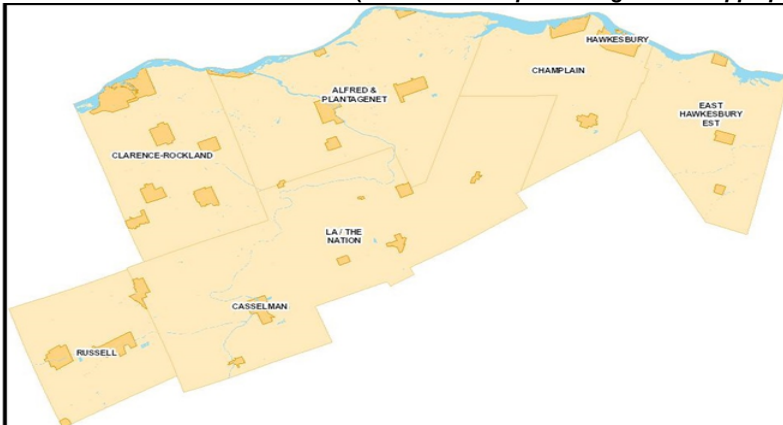 HAWKESBURY
CHAMPLAIN
ALFRED &
PLANTAGENET
EAST
HAWKESBURY
EST
CLARENCE-ROCKLAND
LA / THE
NATION
CASSELMAN
RUSSELL